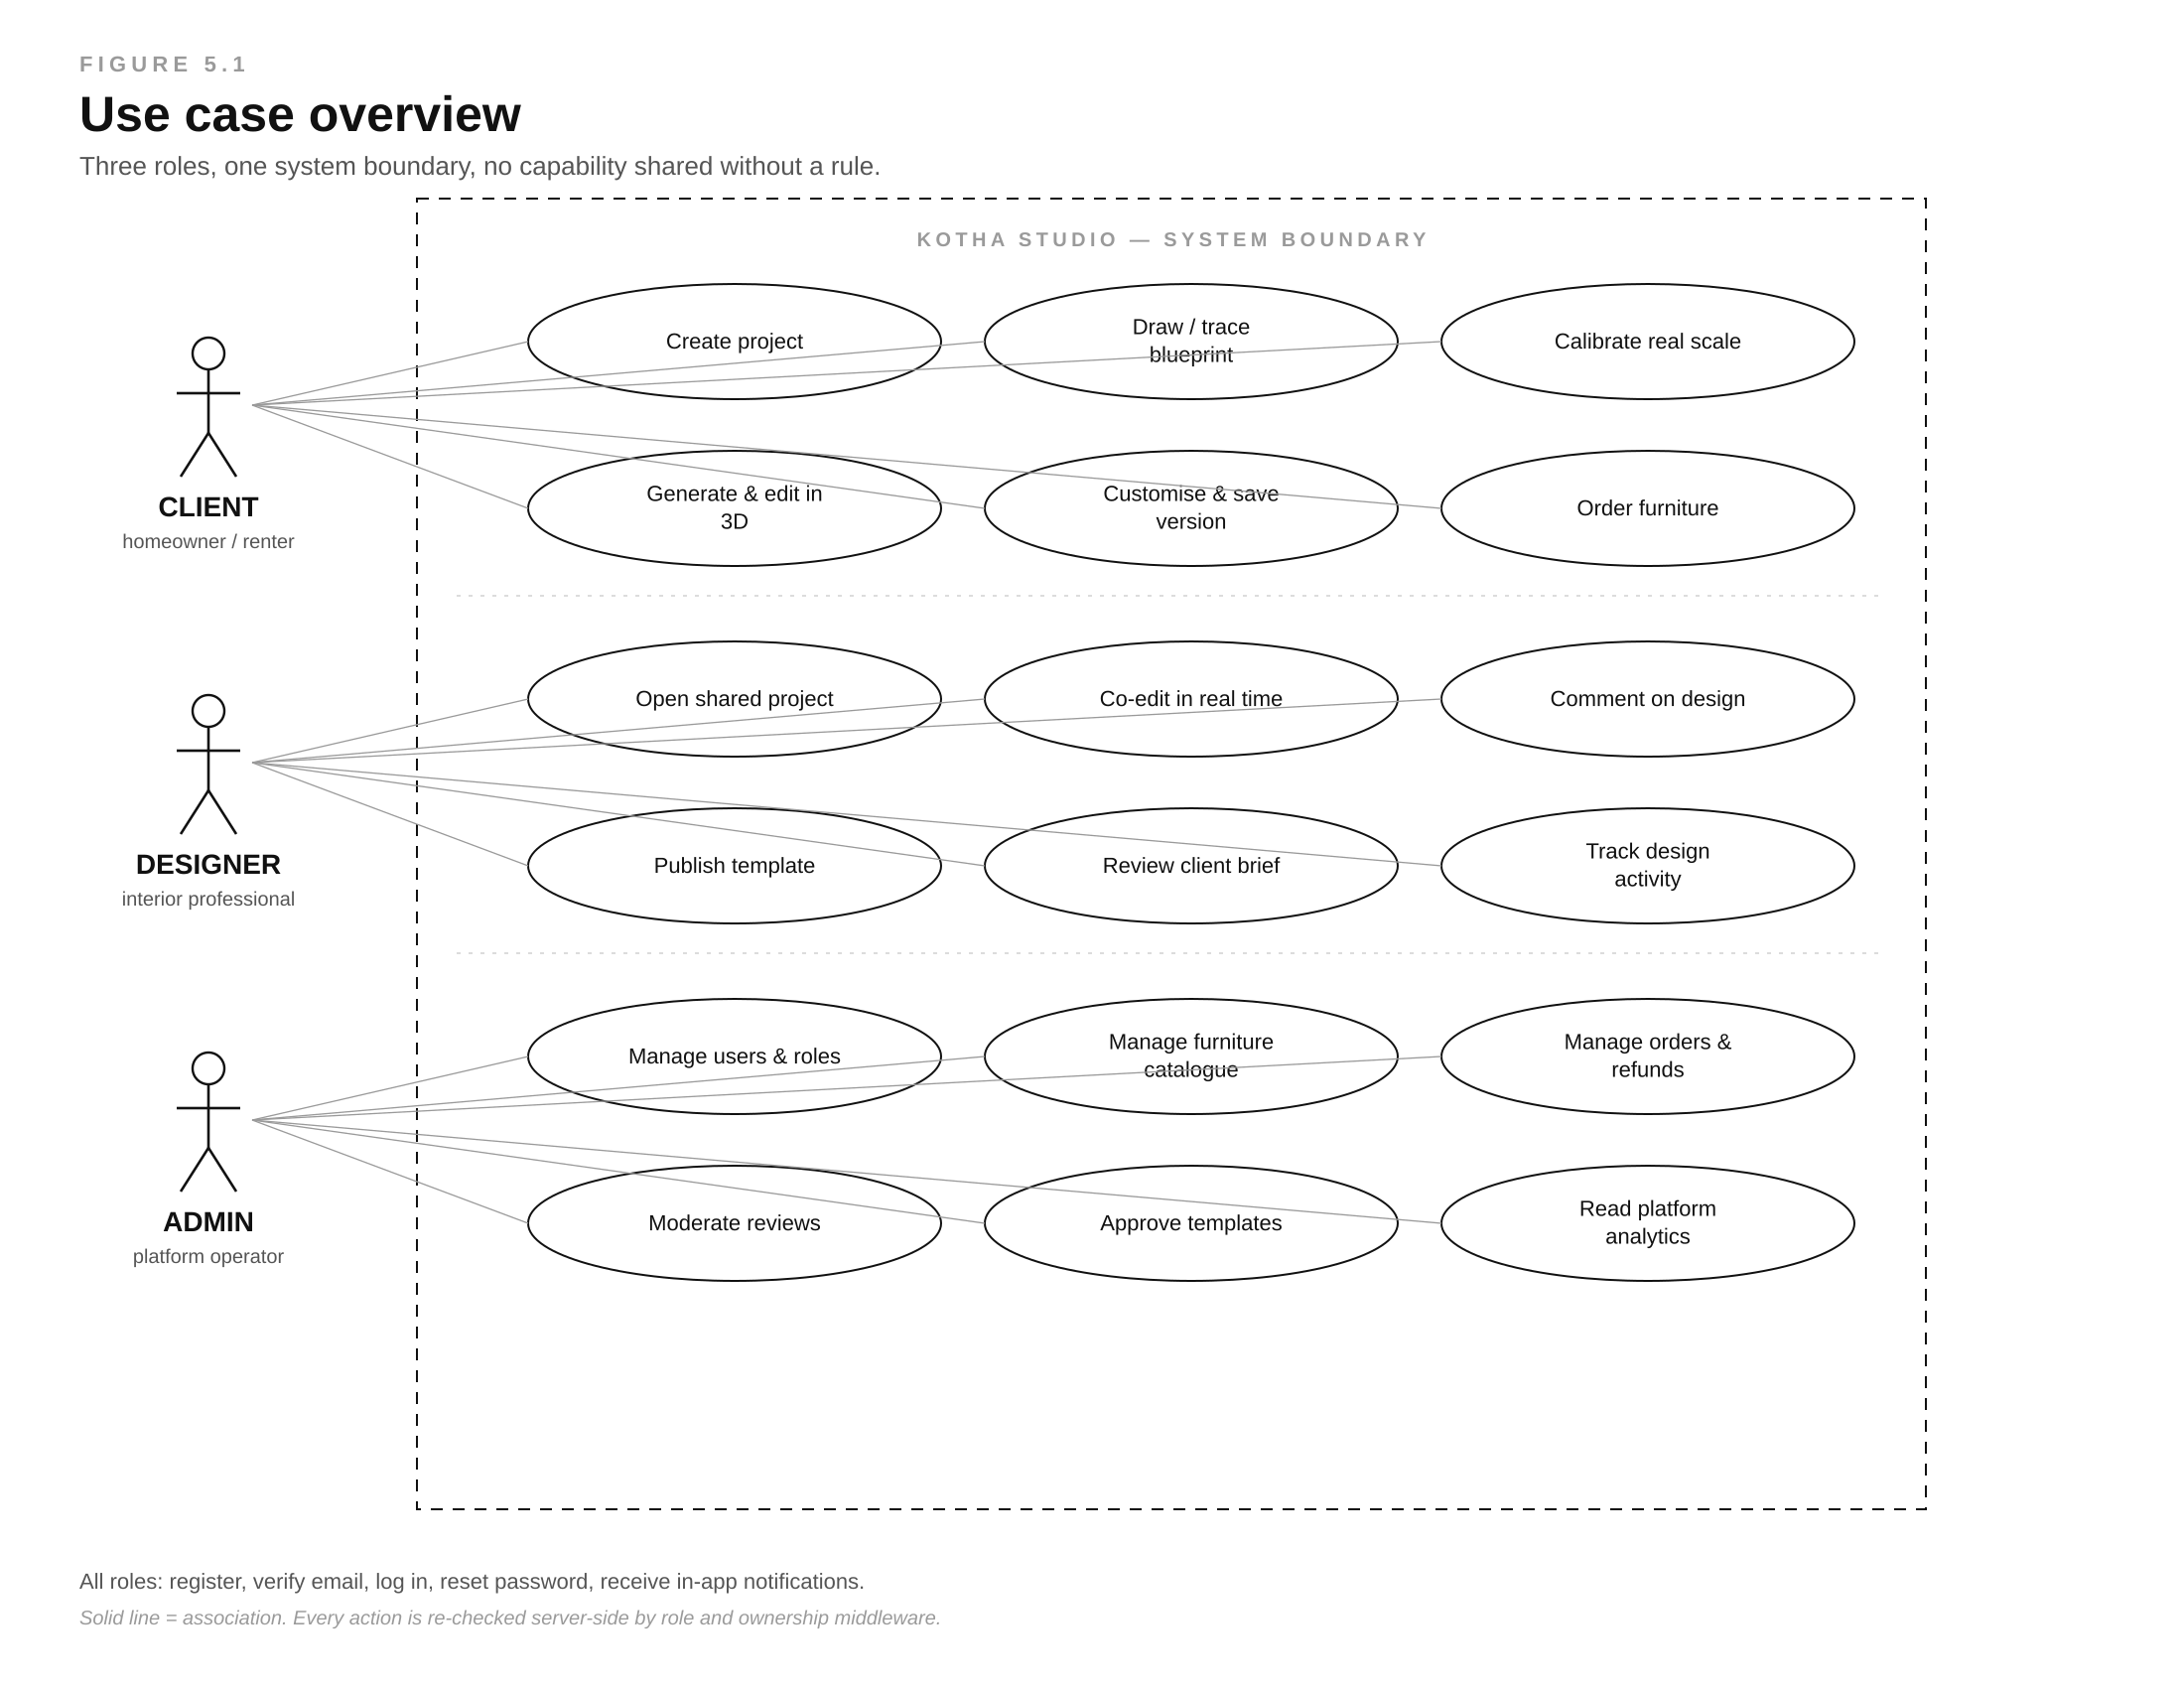 FIGURE 5.1
Use case overview
Three roles, one system boundary, no capability shared without a rule.
KOTHA STUDIO — SYSTEM BOUNDARY
Create project
Draw / trace
blueprint
Calibrate real scale
CLIENT
homeowner / renter
Generate & edit in
3D
Customise & save
version
Order furniture
Open shared project
Co-edit in real time
Comment on design
DESIGNER
interior professional
Publish template
Review client brief
Track design
activity
Manage users & roles
Manage furniture
catalogue
Manage orders &
refunds
ADMIN
platform operator
Moderate reviews
Approve templates
Read platform
analytics
All roles: register, verify email, log in, reset password, receive in-app notifications.
Solid line = association. Every action is re-checked server-side by role and ownership middleware.